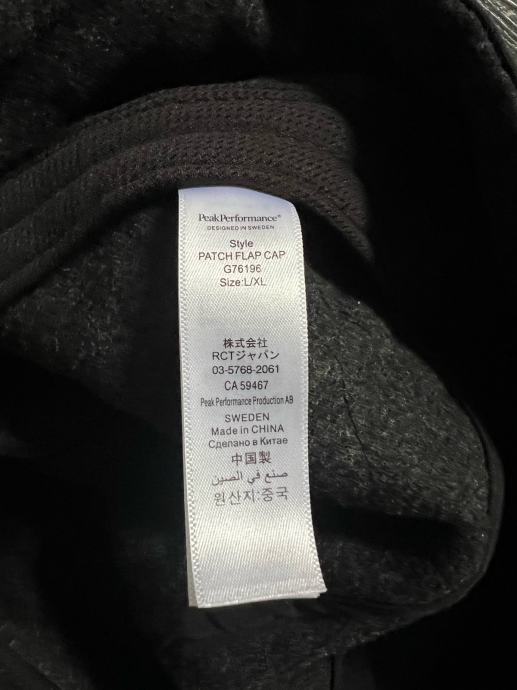 PeakPerformance®
DESIGNED IN SWEDEN
Style
PATCH FLAP CAP
G76196
Size:L/XL
株式会社
RCTジャパン
03-5768-2061
CA 59467
Peak Performance Production AB
SWEDEN
Made in CHINA
Сделано в Китае
中国製
صنع في الصين
원산지:중국